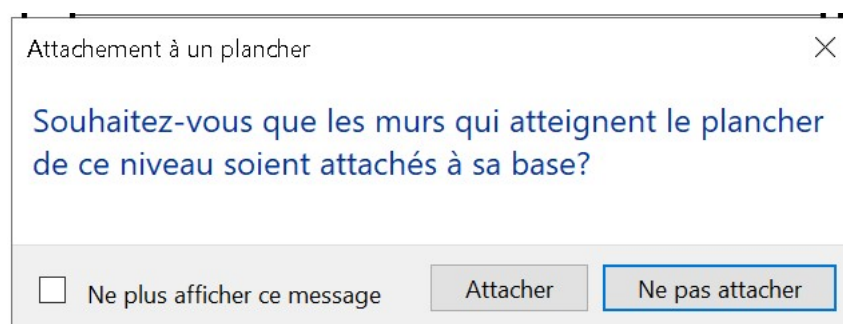 Attachement à un plancher
Souhaitez-vous que les murs qui atteignent le plancher
de ce niveau soient attachés à sa base?
Ne plus afficher ce message
Attacher
Ne pas attacher